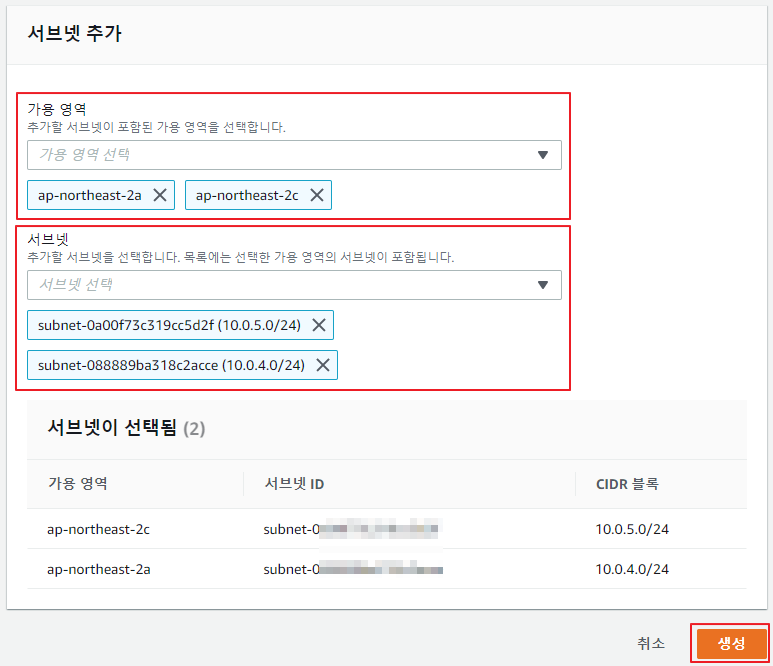 서브넷 추가
가용 영역
추가할 서브넷이 포함된 가용 영역을 선택합니다.
가용 영역 선택
ap-northeast-2a ap-northeast-2c
서브넷
추가할 서브넷을 선택합니다. 목록에는 선택한 가용 영역의 서브넷이 포함됩니다.
서브넷 선택
subnet-0a00f73c319cc5d2f (10.0.5.0/24)
subnet-088889ba318c2acce (10.0.4.0/24)
서브넷이 선택됨 (2)
가용 영역 서브넷 ID CIDR 블록
ap-northeast-2c 10.0.5.0/24
ap-northeast-2a 10.0.4.0/24
취소 생성